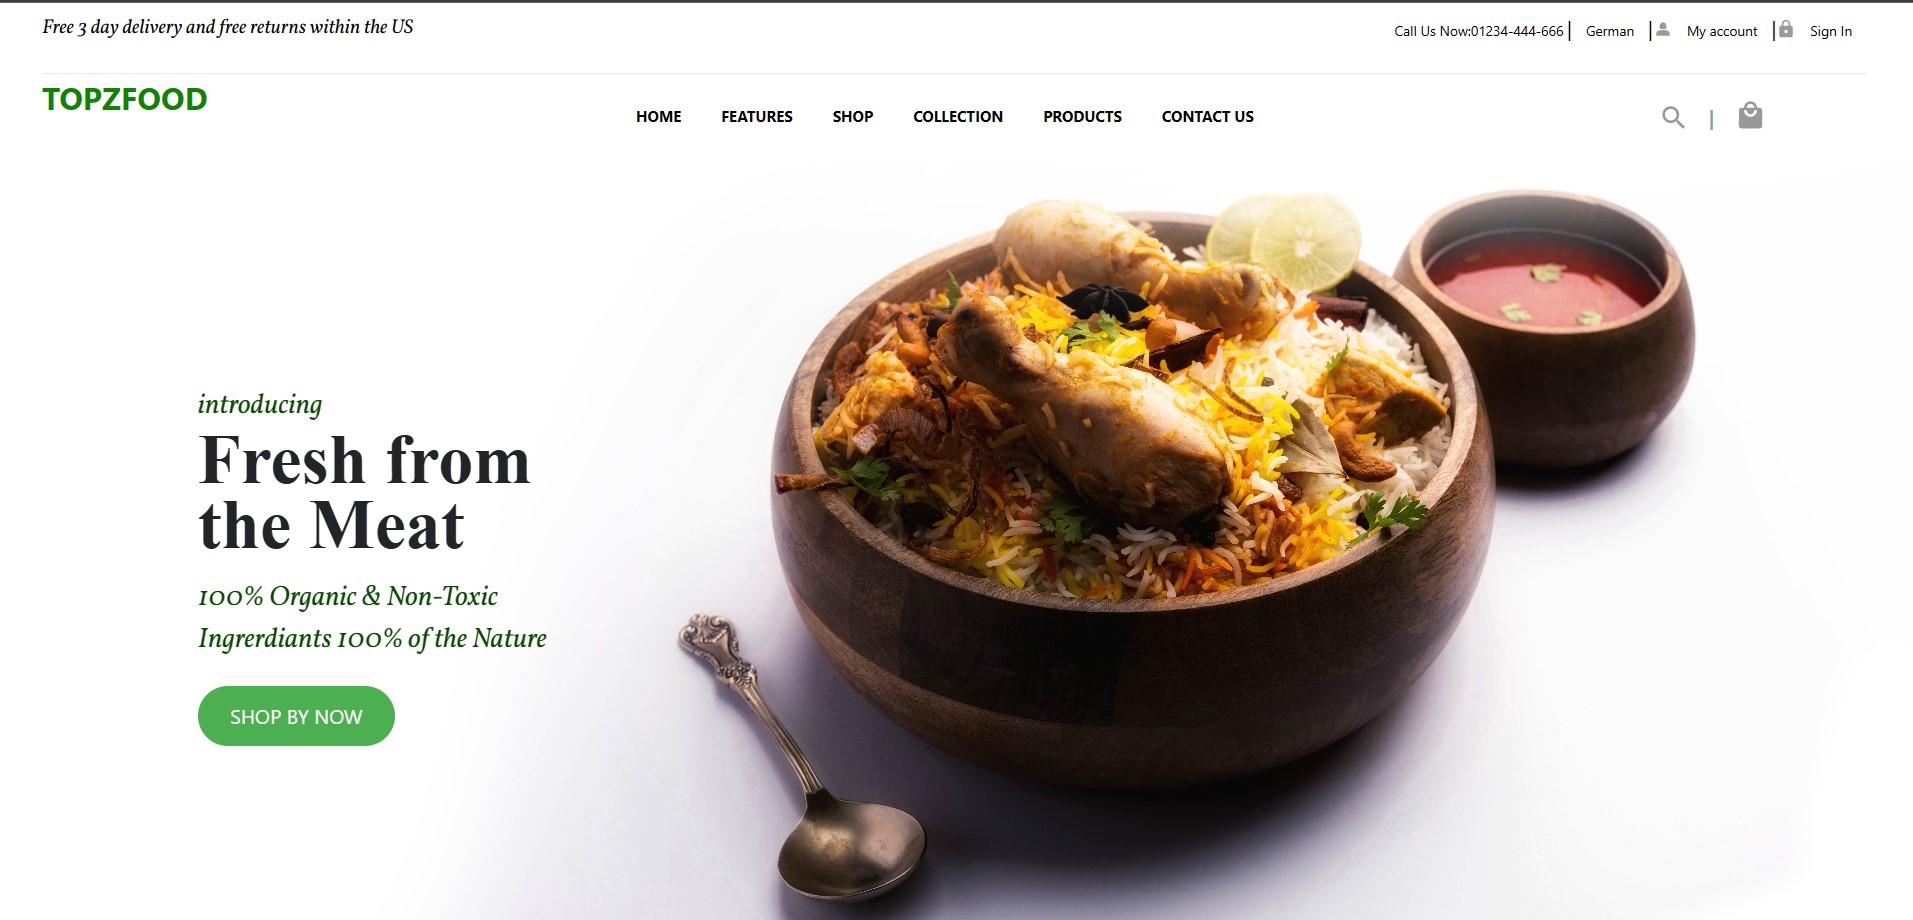 Free 3 day delivery and free returns within the US
Call Us Now:01234-444-666 | German | My account | Sign In
TOPZFOOD
HOME FEATURES SHOP COLLECTION PRODUCTS CONTACT US |
introducing
Fresh from
the Meat
100% Organic & Non-Toxic
Ingrerdiants 100% of the Nature
SHOP BY NOW